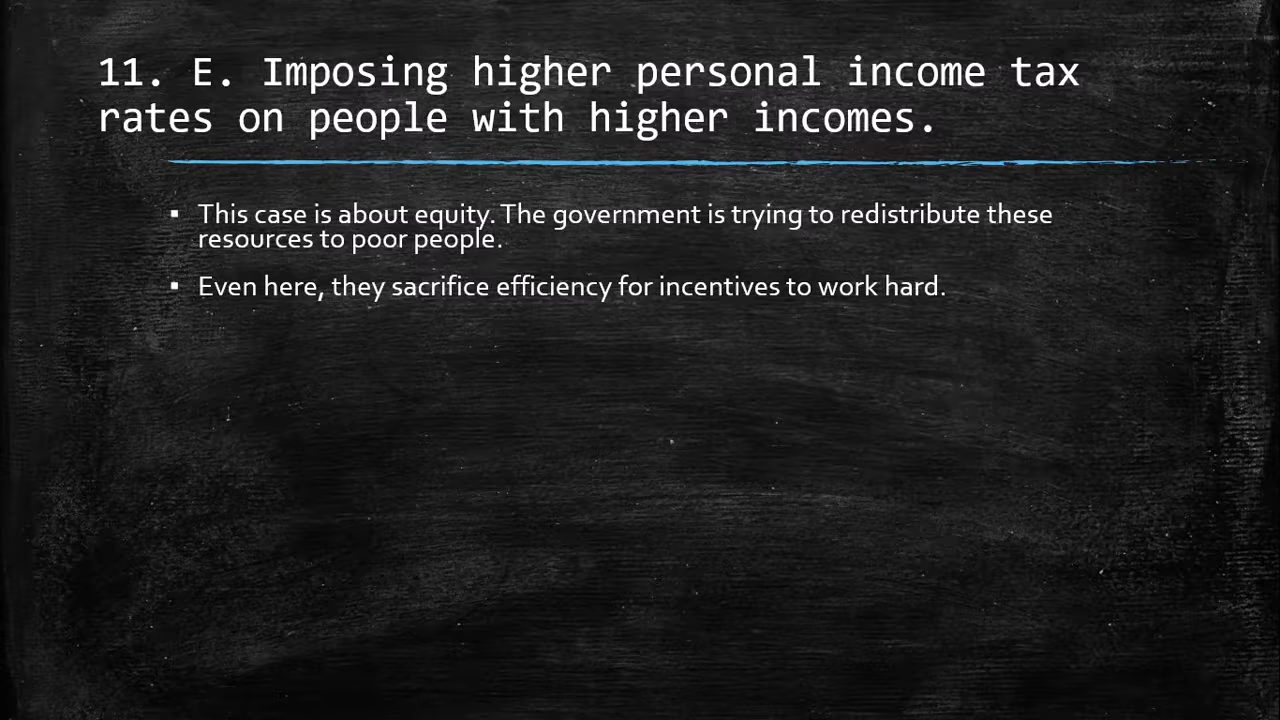 11. E. Imposing higher personal income tax
rates on people with higher incomes.
▪ This case is about equity. The government is trying to redistribute these
resources to poor people.
▪ Even here, they sacrifice efficiency for incentives to work hard.